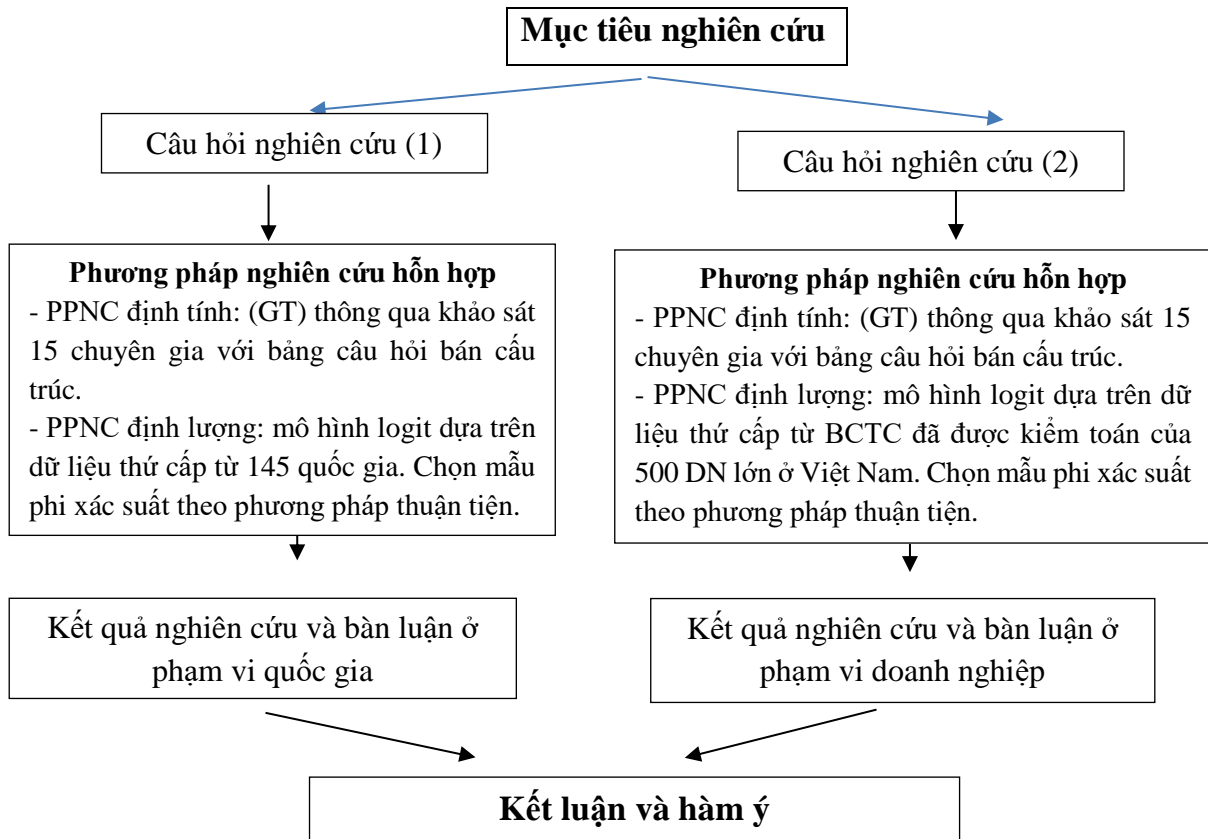 Mục tiêu nghiên cứu
Câu hỏi nghiên cứu (1)
Câu hỏi nghiên cứu (2)
Phương pháp nghiên cứu hỗn hợp
- PPNC định tính: (GT) thông qua khảo sát
15 chuyên gia với bảng câu hỏi bán cấu
trúc.
- PPNC định lượng: mô hình logit dựa trên
dữ liệu thứ cấp từ 145 quốc gia. Chọn mẫu
phi xác suất theo phương pháp thuận tiện.
Phương pháp nghiên cứu hỗn hợp
- PPNC định tính: (GT) thông qua khảo sát 15
chuyên gia với bảng câu hỏi bán cấu trúc.
- PPNC định lượng: mô hình logit dựa trên dữ
liệu thứ cấp từ BCTC đã được kiểm toán của
500 DN lớn ở Việt Nam. Chọn mẫu phi xác suất
theo phương pháp thuận tiện.
Kết quả nghiên cứu và bàn luận ở
phạm vi quốc gia
Kết quả nghiên cứu và bàn luận ở
phạm vi doanh nghiệp
Kết luận và hàm ý